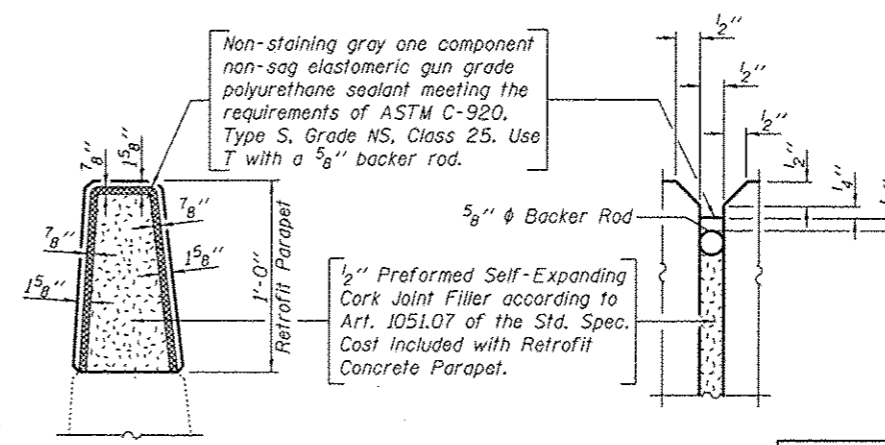 Non-staining gray one component
non-sag elastomeric gun grade
polyurethane sealant meeting the
requirements of ASTM C-920,
Type S, Grade NS, Class 25. Use
T with a 5/8" backer rod.
1/2"
1/2"
1/2"
1/2"
1/4"
7/8"
1 5/8"
7/8"
7/8"
1 5/8"
1 5/8"
1'-0"
Retrofit Parapet
5/8" ϕ Backer Rod
1/2" Preformed Self-Expanding
Cork Joint Filler according to
Art. 1051.07 of the Std. Spec.
Cost included with Retrofit
Concrete Parapet.